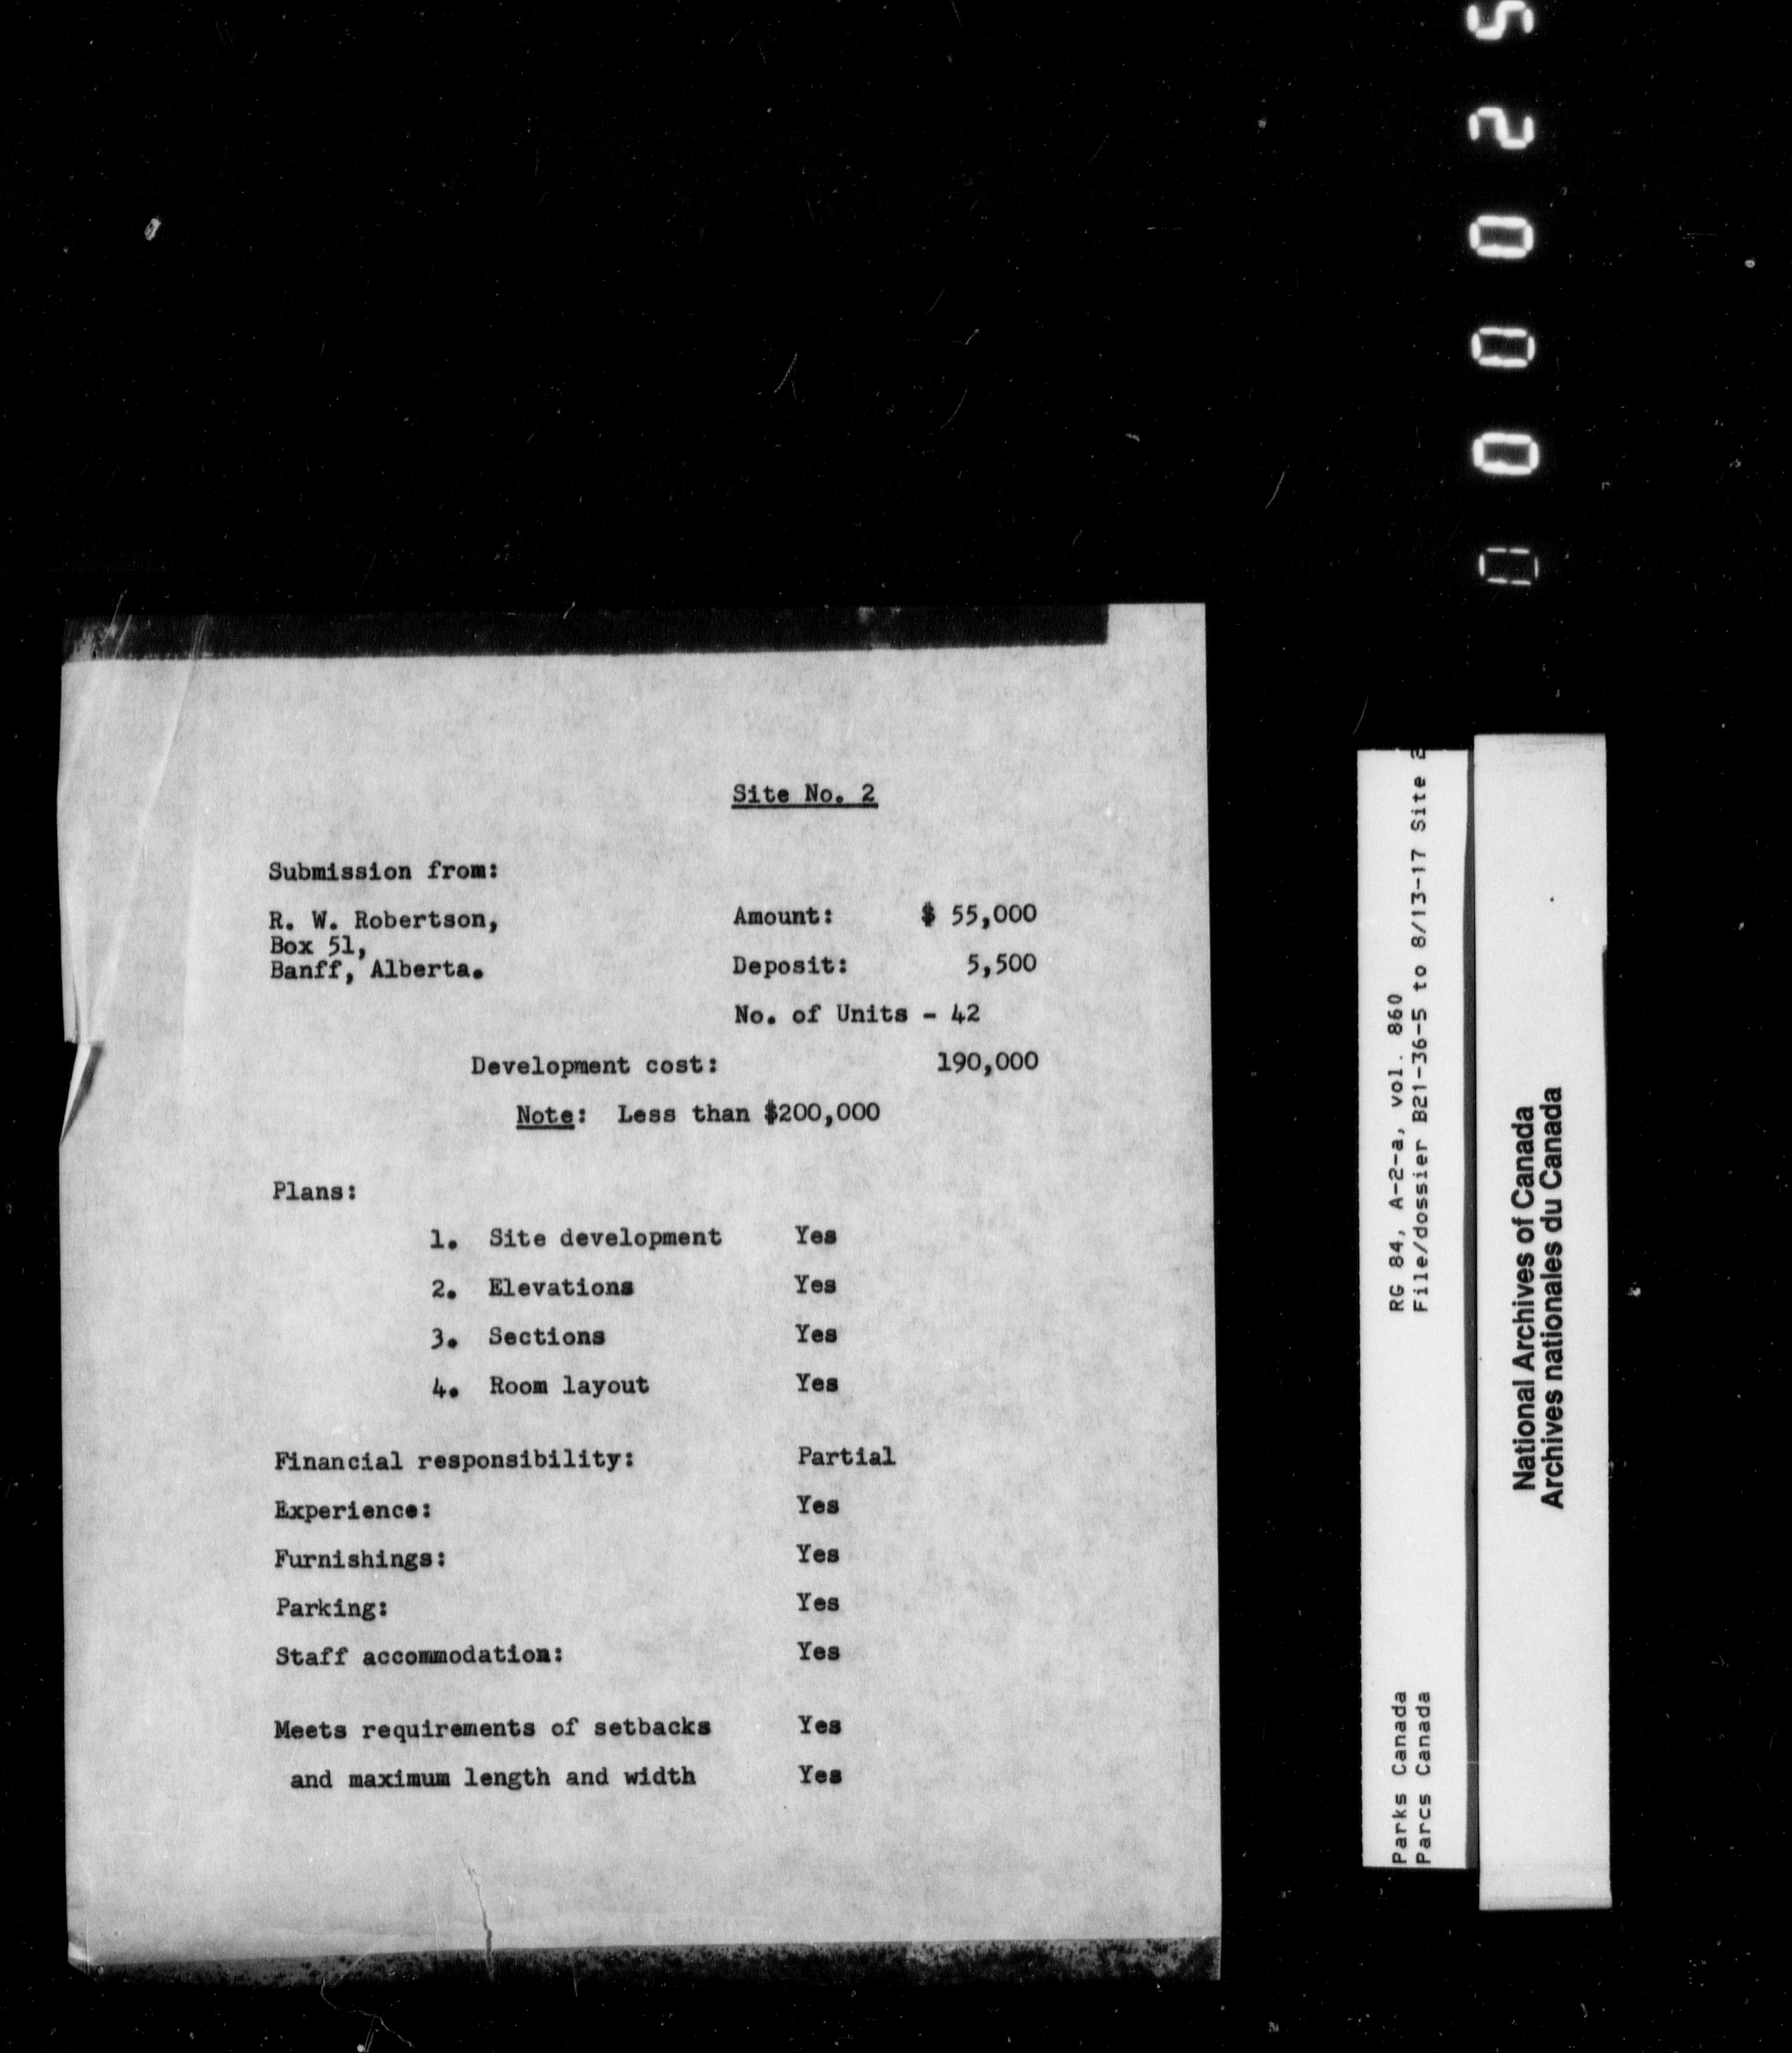 Site No. 2
Submission from:
R. W. Robertson,
Box 51,
Banff, Alberta.
Amount: $ 55,000
Deposit: 5,500
No. of Units - 42
Development cost: 190,000
Note: Less than $200,000
Plans:
1. Site development Yes
2. Elevations Yes
3. Sections Yes
4. Room layout Yes
Financial responsibility: Partial
Experience: Yes
Furnishings: Yes
Parking: Yes
Staff accommodation: Yes
Meets requirements of setbacks Yes
and maximum length and width Yes
Parks Canada
Parcs Canada
RG 84, A-2-a, vol. 860
File/dossier B21-36-5 to 8/13-17 Site 2
National Archives of Canada
Archives nationales du Canada
000025